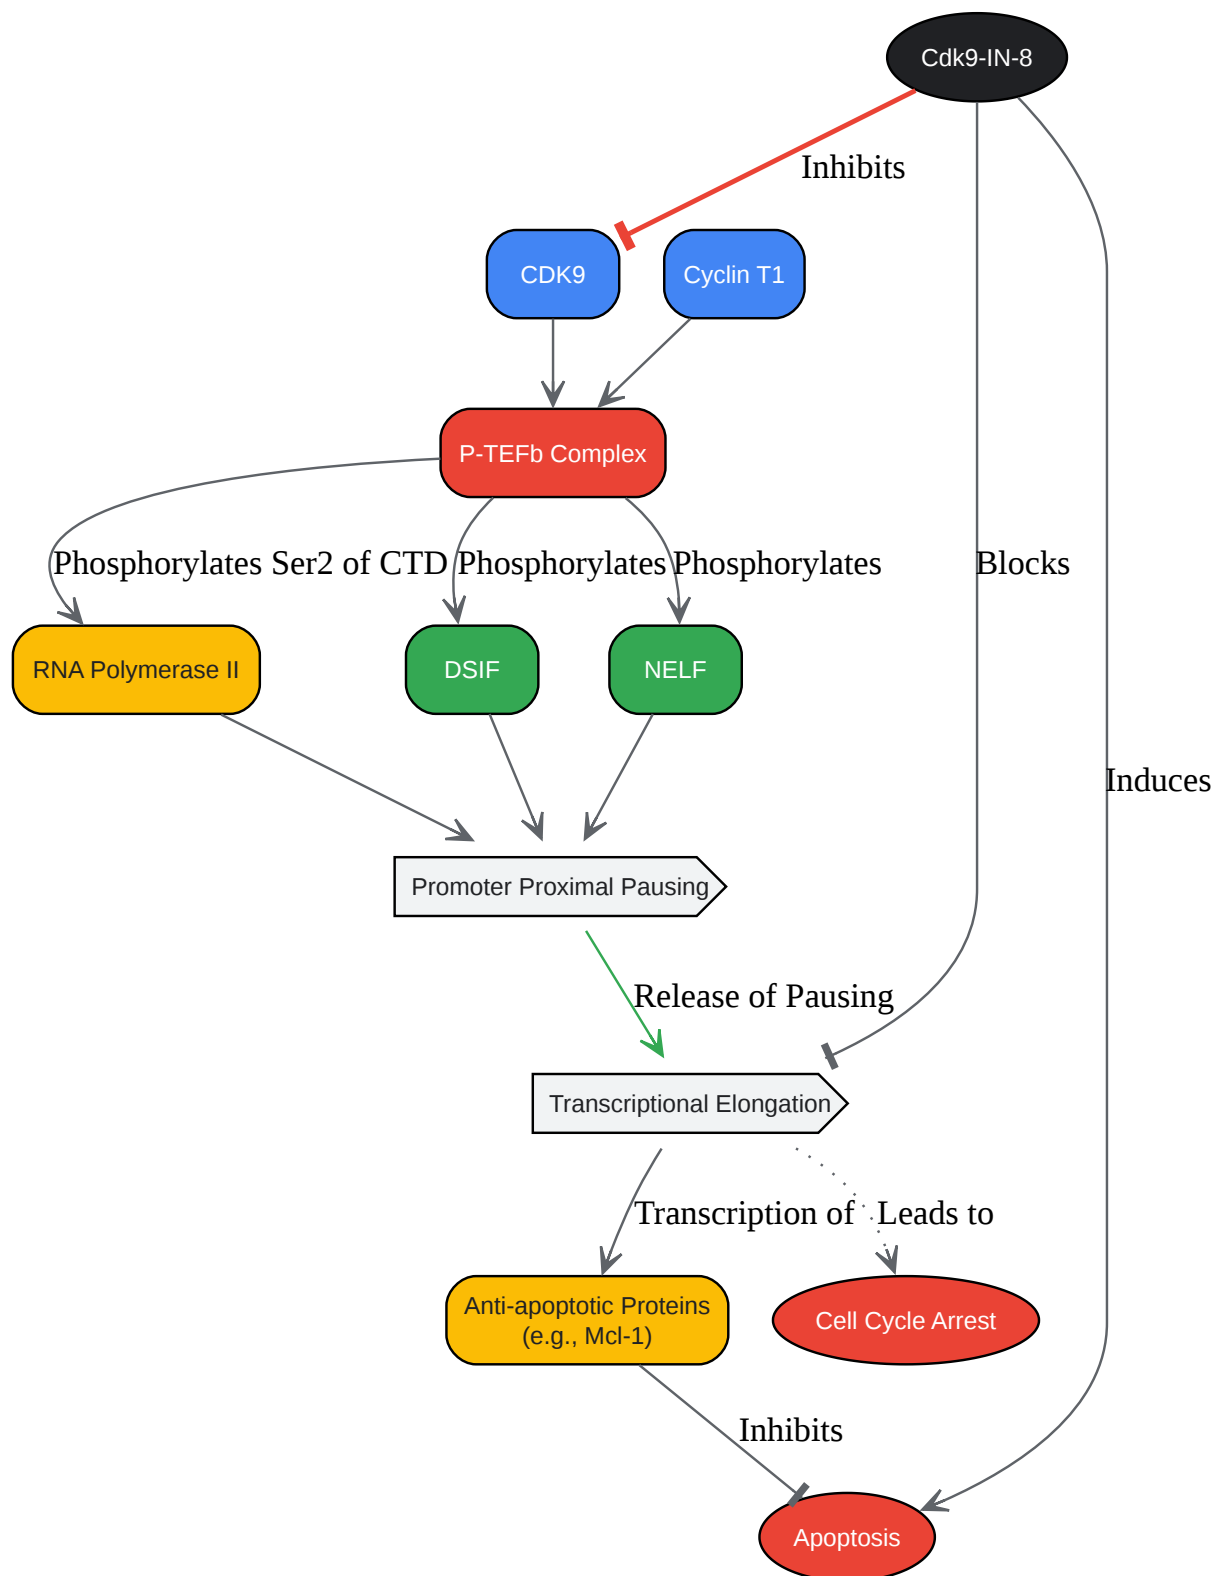 Cdk9-IN-8
Inhibits
CDK9
Cyclin T1
P-TEFb Complex
Phosphorylates Ser2 of CTD
Phosphorylates
Phosphorylates
Blocks
RNA Polymerase II
DSIF
NELF
Induces
Promoter Proximal Pausing
Release of Pausing
Transcriptional Elongation
Transcription of
Leads to
Anti-apoptotic Proteins
(e.g., Mcl-1)
Cell Cycle Arrest
Inhibits
Apoptosis